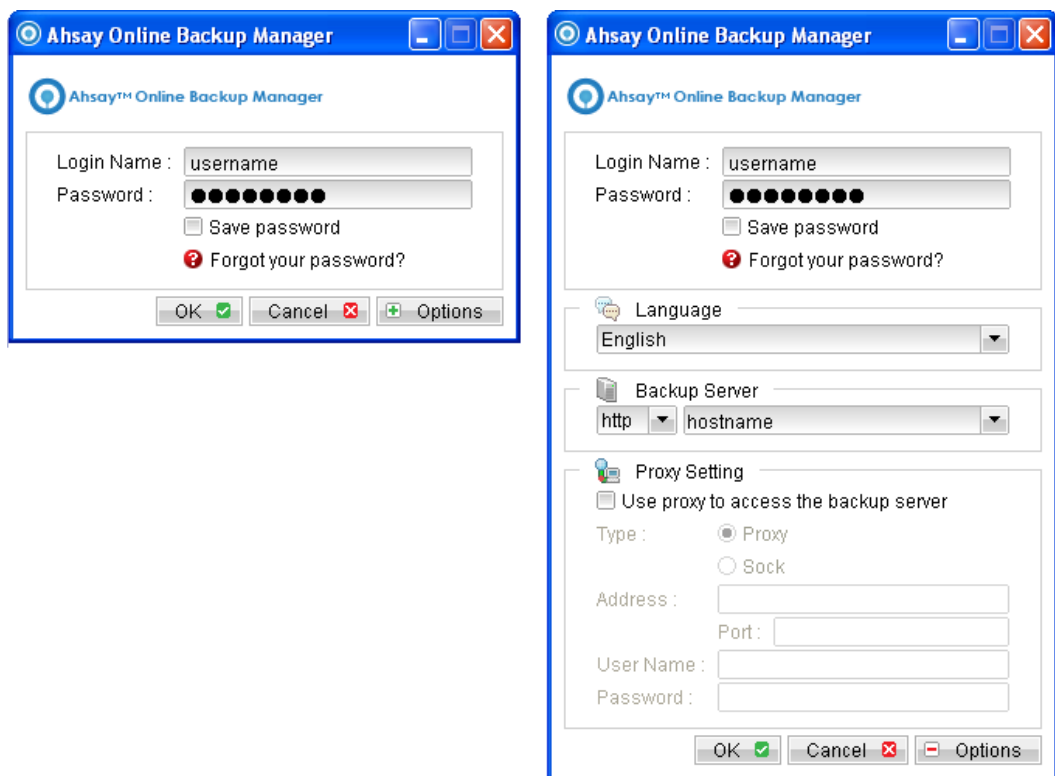 Ahsay Online Backup Manager
Ahsay™ Online Backup Manager
Login Name : username
Password :
Save password
Forgot your password?
OK Cancel Options
Ahsay Online Backup Manager
Ahsay™ Online Backup Manager
Login Name : username
Password :
Save password
Forgot your password?
Language
English
Backup Server
http hostname
Proxy Setting
Use proxy to access the backup server
Type : Proxy
Sock
Address :
Port :
User Name :
Password :
OK Cancel Options